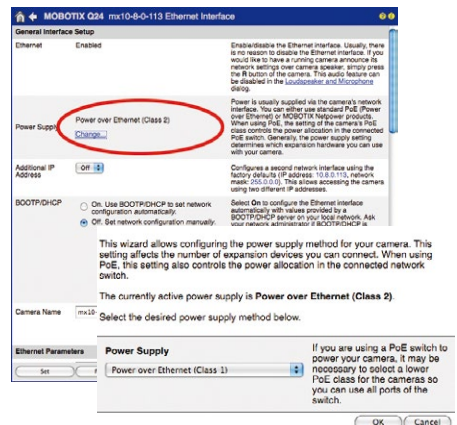 MOBOTIX Q24 mx10-8-0-113 Ethernet Interface
General Interface Setup
Ethernet
Enabled
Enable/disable the Ethernet interface. Usually, there
is no reason to disable the Ethernet interface. If you
would like to have a running camera announce its
network settings over camera speaker, simply press
the R button of the camera. This audio feature can
be disabled in the Loudspeaker and Microphone
dialog.
Power Supply
Power over Ethernet (Class 2)
Change...
Power is usually supplied via the camera's network
interface. You can either use standard PoE (Power
over Ethernet) or MOBOTIX Netpower products.
When using PoE, the setting of the camera's PoE
class controls the power allocation in the connected
PoE switch. Generally, the power supply setting
determines which expansion hardware you can use
with your camera.
Additional IP
Address
Off
Configures a second network interface using the
factory defaults (IP address: 10.8.0.113, network
mask: 255.0.0.0). This allows accessing the camera
using two different IP addresses.
BOOTP/DHCP
On. Use BOOTP/DHCP to set network
configuration automatically.
Off. Set network configuration manually.
Select On to configure the Ethernet interface
automatically with values provided by a
BOOTP/DHCP server on your local network. Ask
your network administrator if BOOTP/DHCP is
This wizard allows configuring the power supply method for your camera. This
setting affects the number of expansion devices you can connect. When using
PoE, this setting also controls the power allocation in the connected network
switch.
The currently active power supply is Power over Ethernet (Class 2).
Select the desired power supply method below.
Camera Name
mx10-
Ethernet Parameters
Set
Power Supply
Power over Ethernet (Class 1)
If you are using a PoE switch to
power your camera, it may be
necessary to select a lower
PoE class for the cameras so
you can use all ports of the
switch.
OK
Cancel